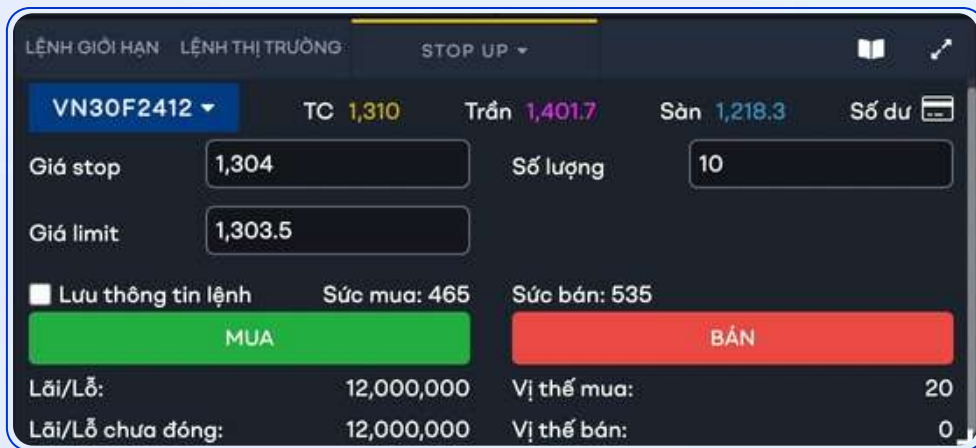 LỆNH GIỚI HẠN LỆNH THỊ TRƯỜNG STOP UP
VN30F2412 TC 1,310 Trần 1,401.7 Sàn 1,218.3 Số dư
Giá stop 1,304 Số lượng 10
Giá limit 1,303.5
Lưu thông tin lệnh Sức mua: 465 Sức bán: 535
MUA BÁN
Lãi/Lỗ: 12,000,000 Vị thế mua: 20
Lãi/Lỗ chưa đóng: 12,000,000 Vị thế bán: 0